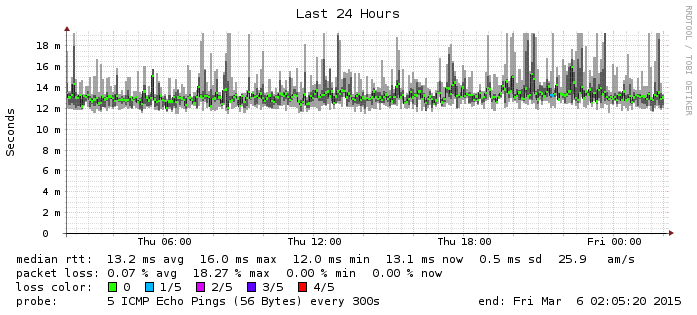 Last 24 Hours
RRDTOOL / TOBI OETIKER
Seconds
18 m
16 m
14 m
12 m
10 m
8 m
6 m
4 m
2 m
0
Thu 06:00 Thu 12:00 Thu 18:00 Fri 00:00
median rtt: 13.2 ms avg 16.0 ms max 12.0 ms min 13.1 ms now 0.5 ms sd 25.9 am/s
packet loss: 0.07 % avg 18.27 % max 0.00 % min 0.00 % now
loss color: 0 1/5 2/5 3/5 4/5
probe: 5 ICMP Echo Pings (56 Bytes) every 300s end: Fri Mar 6 02:05:20 2015